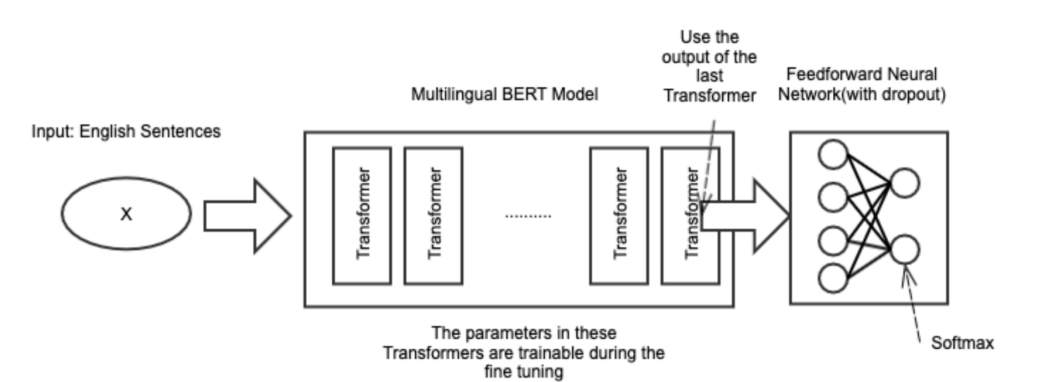 Use the
output of the
last
Transformer
Feedforward Neural
Network(with dropout)
Multilingual BERT Model
Input: English Sentences
X
Transformer
Transformer
..........
Transformer
Transformer
Softmax
The parameters in these
Transformers are trainable during the
fine tuning